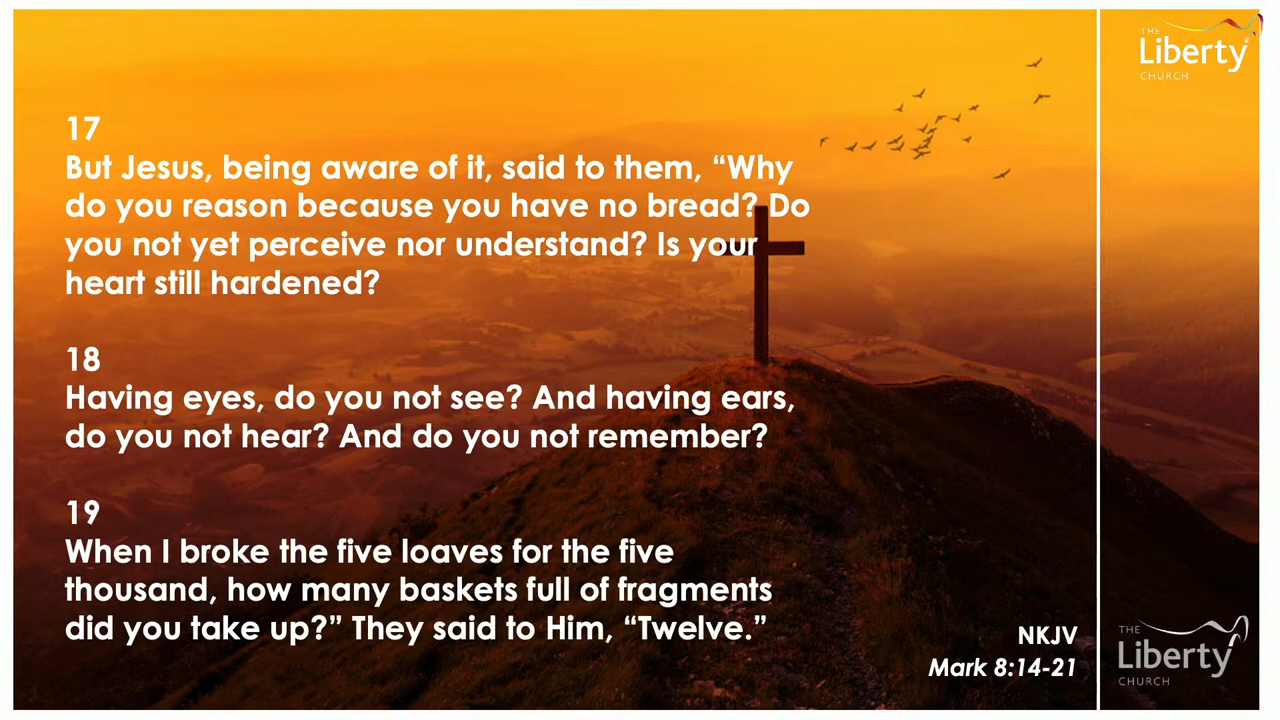 THE
Liberty
CHURCH
17
But Jesus, being aware of it, said to them, “Why
do you reason because you have no bread? Do
you not yet perceive nor understand? Is your
heart still hardened?
18
Having eyes, do you not see? And having ears,
do you not hear? And do you not remember?
19
When I broke the five loaves for the five
thousand, how many baskets full of fragments
did you take up?” They said to Him, “Twelve.”
NKJV
Mark 8:14-21
THE
Liberty
CHURCH